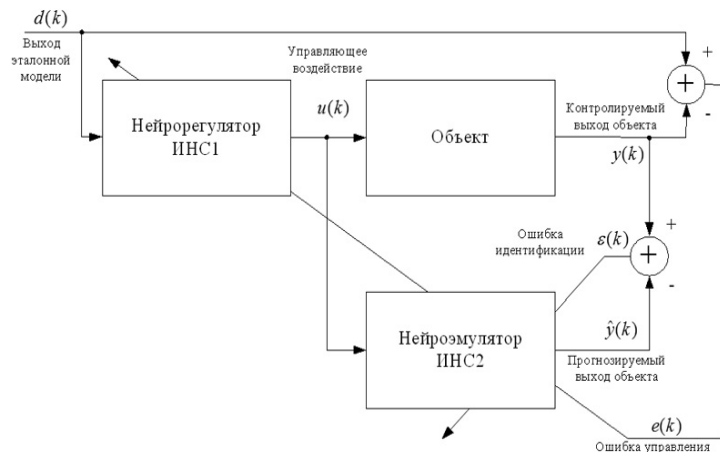 d(k)
Выход
эталонной
модели
Управляющее
воздействие
Нейрорегулятор
ИНС1
u(k)
Объект
Контролируемый
выход объекта
y(k)
+
+
-
Ошибка
идентификации
ε(k)
+
+
-
Нейроэмулятор
ИНС2
ŷ(k)
Прогнозируемый
выход объекта
e(k)
Ошибка управления